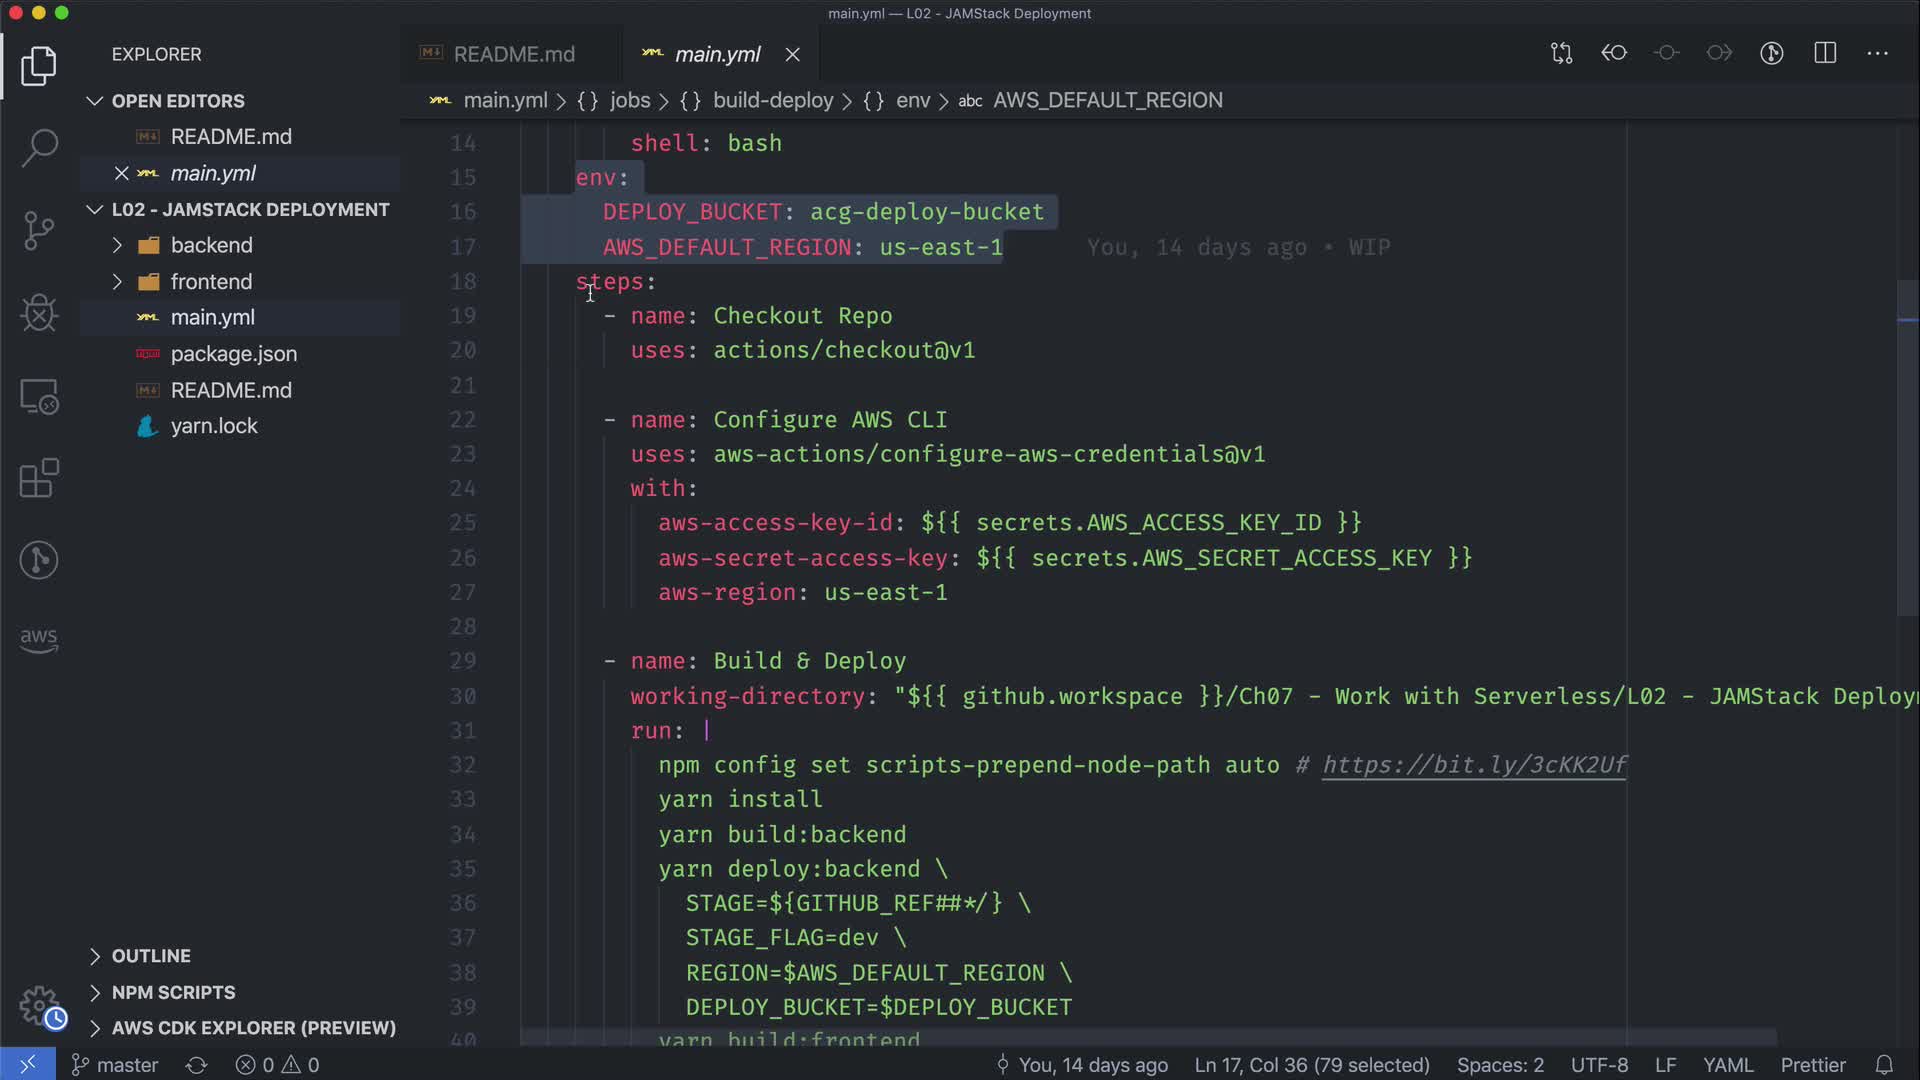 main.yml — L02 - JAMStack Deployment
EXPLORER
README.md
main.yml
OPEN EDITORS
README.md
main.yml
L02 - JAMSTACK DEPLOYMENT
backend
frontend
main.yml
package.json
README.md
yarn.lock
OUTLINE
NPM SCRIPTS
AWS CDK EXPLORER (PREVIEW)
aws
main.yml > {} jobs > {} build-deploy > {} env > abc AWS_DEFAULT_REGION
14 shell: bash
15 env:
16 DEPLOY_BUCKET: acg-deploy-bucket
17 AWS_DEFAULT_REGION: us-east-1 You, 14 days ago • WIP
18 steps:
19 - name: Checkout Repo
20 uses: actions/checkout@v1
21
22 - name: Configure AWS CLI
23 uses: aws-actions/configure-aws-credentials@v1
24 with:
25 aws-access-key-id: ${{ secrets.AWS_ACCESS_KEY_ID }}
26 aws-secret-access-key: ${{ secrets.AWS_SECRET_ACCESS_KEY }}
27 aws-region: us-east-1
28
29 - name: Build & Deploy
30 working-directory: "${{ github.workspace }}/Ch07 - Work with Serverless/L02 - JAMStack Deploy
31 run: |
32 npm config set scripts-prepend-node-path auto # https://bit.ly/3cKK2Uf
33 yarn install
34 yarn build:backend
35 yarn deploy:backend \
36 STAGE=${GITHUB_REF##*/} \
37 STAGE_FLAG=dev \
38 REGION=$AWS_DEFAULT_REGION \
39 DEPLOY_BUCKET=$DEPLOY_BUCKET
40 yarn build:frontend
master 0 0 You, 14 days ago Ln 17, Col 36 (79 selected) Spaces: 2 UTF-8 LF YAML Prettier